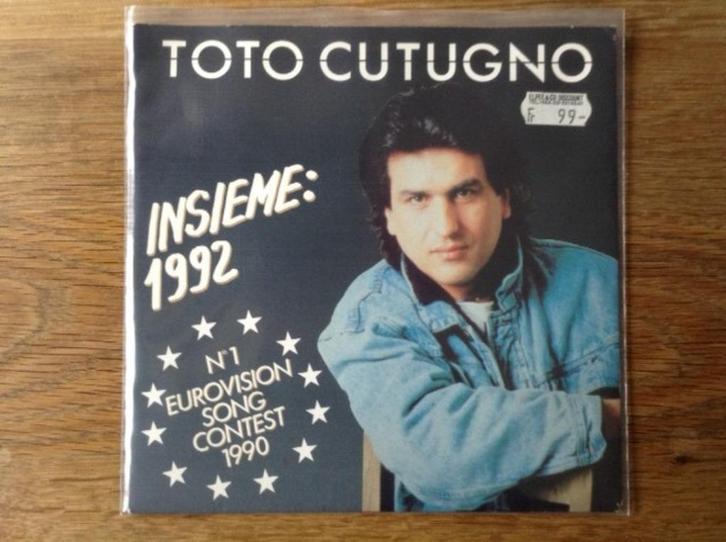 TOTO CUTUGNO
Fr 99-
INSIEME:
1992
N°1
EUROVISION
SONG
CONTEST
1990